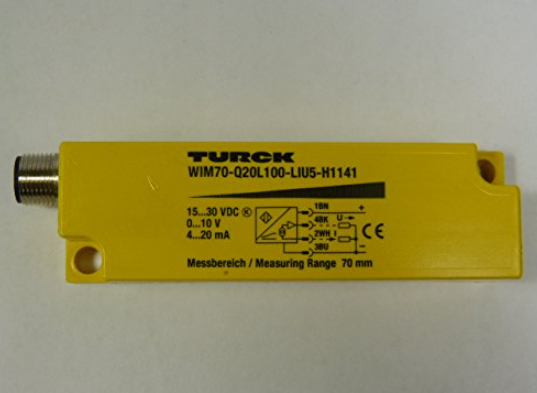 TURCK
WIM70-Q20L100-LIU5-H1141
15...30 VDC Ⓚ
0...10 V
4...20 mA
1BN +
4BK U
2WH I
3BU –
CE
Messbereich / Measuring Range 70 mm